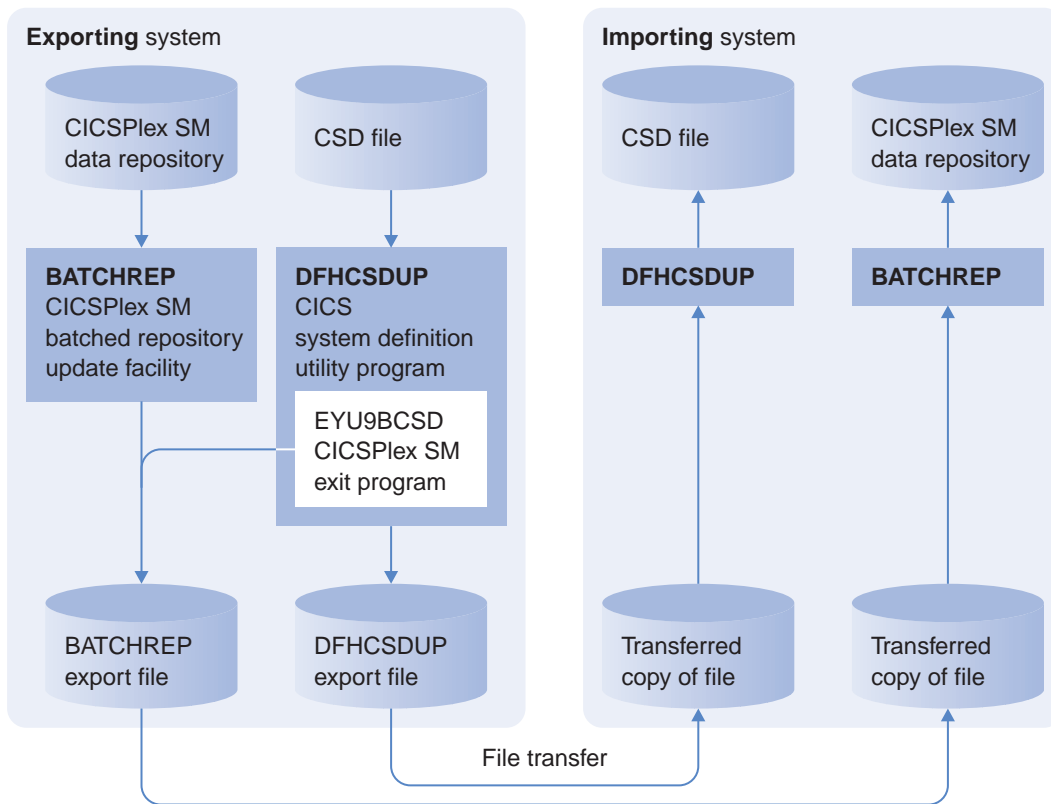 Exporting system
CICSPlex SM
data repository
CSD file
BATCHREP
CICSPlex SM
batched repository
update facility
DFHCSDUP
CICS
system definition
utility program
EYU9BCSD
CICSPlex SM
exit program
BATCHREP
export file
DFHCSDUP
export file
Importing system
CSD file
CICSPlex SM
data repository
DFHCSDUP
BATCHREP
Transferred
copy of file
Transferred
copy of file
File transfer